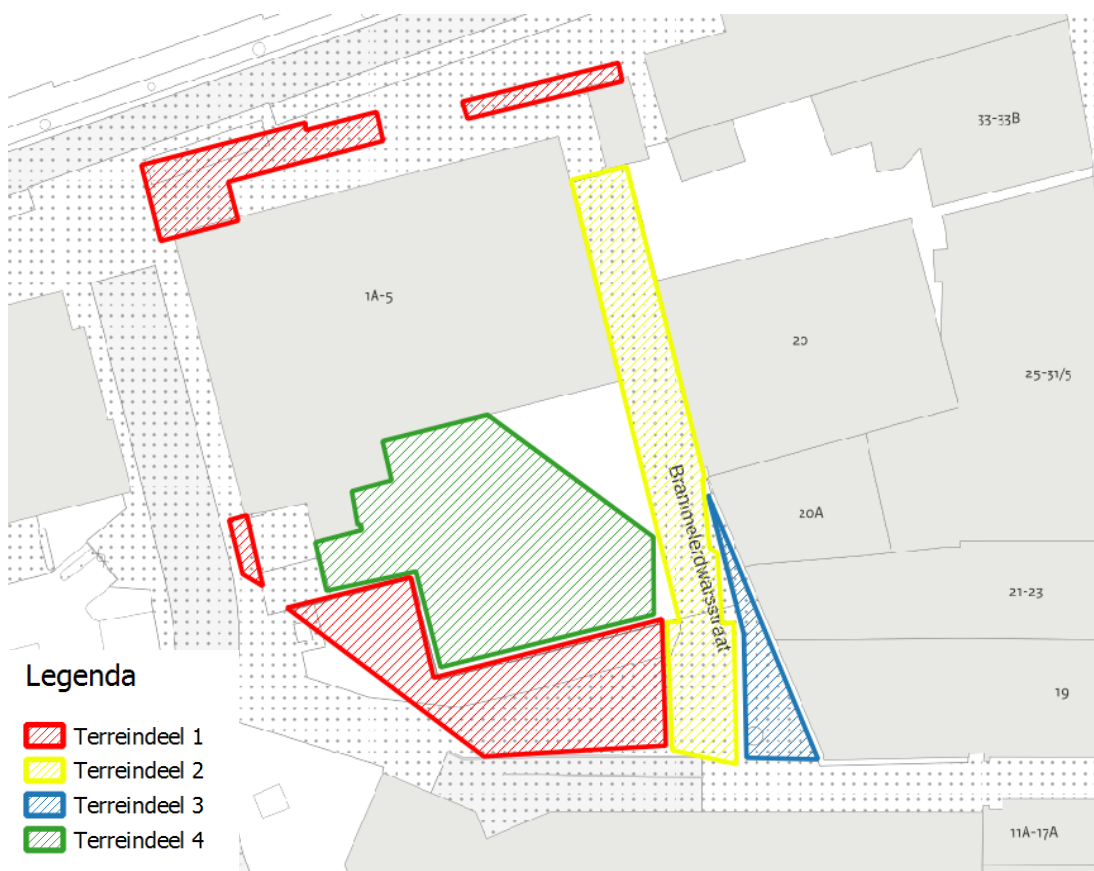 33-33B
1A-5
20
25-31/5
20A
Brammelerdwarsstraat
21-23
19
11A-17A
Legenda
Terreindeel 1
Terreindeel 2
Terreindeel 3
Terreindeel 4